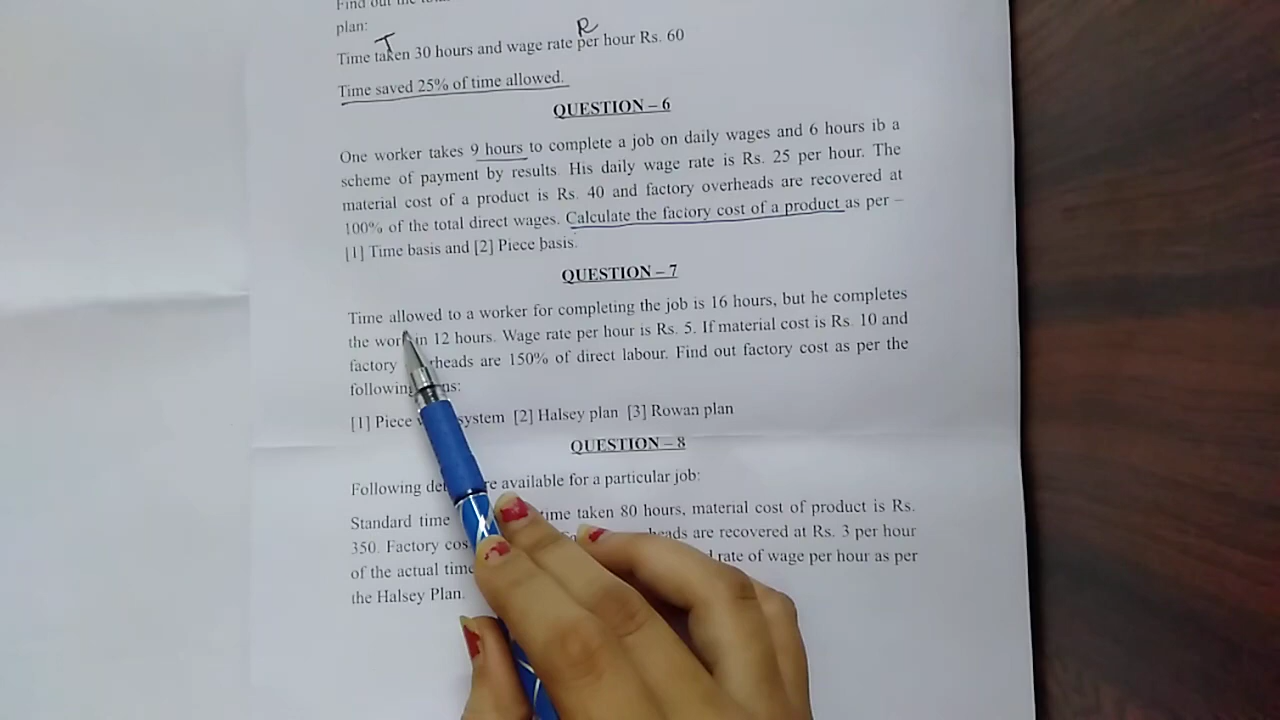 plan:
T R
Time taken 30 hours and wage rate per hour Rs. 60
Time saved 25% of time allowed.
QUESTION – 6
One worker takes 9 hours to complete a job on daily wages and 6 hours ib a
scheme of payment by results. His daily wage rate is Rs. 25 per hour. The
material cost of a product is Rs. 40 and factory overheads are recovered at
100% of the total direct wages. Calculate the factory cost of a product as per –
[1] Time basis and [2] Piece basis.
QUESTION – 7
Time allowed to a worker for completing the job is 16 hours, but he completes
the work in 12 hours. Wage rate per hour is Rs. 5. If material cost is Rs. 10 and
factory are 150% of direct labour. Find out factory cost as per the
following
[1] Piece system [2] Halsey plan [3] Rowan plan
QUESTION – 8
Following available for a particular job:
Standard time time taken 80 hours, material cost of product is Rs.
350. Factory are recovered at Rs. 3 per hour
of the actual rate of wage per hour as per
the Halsey Plan.